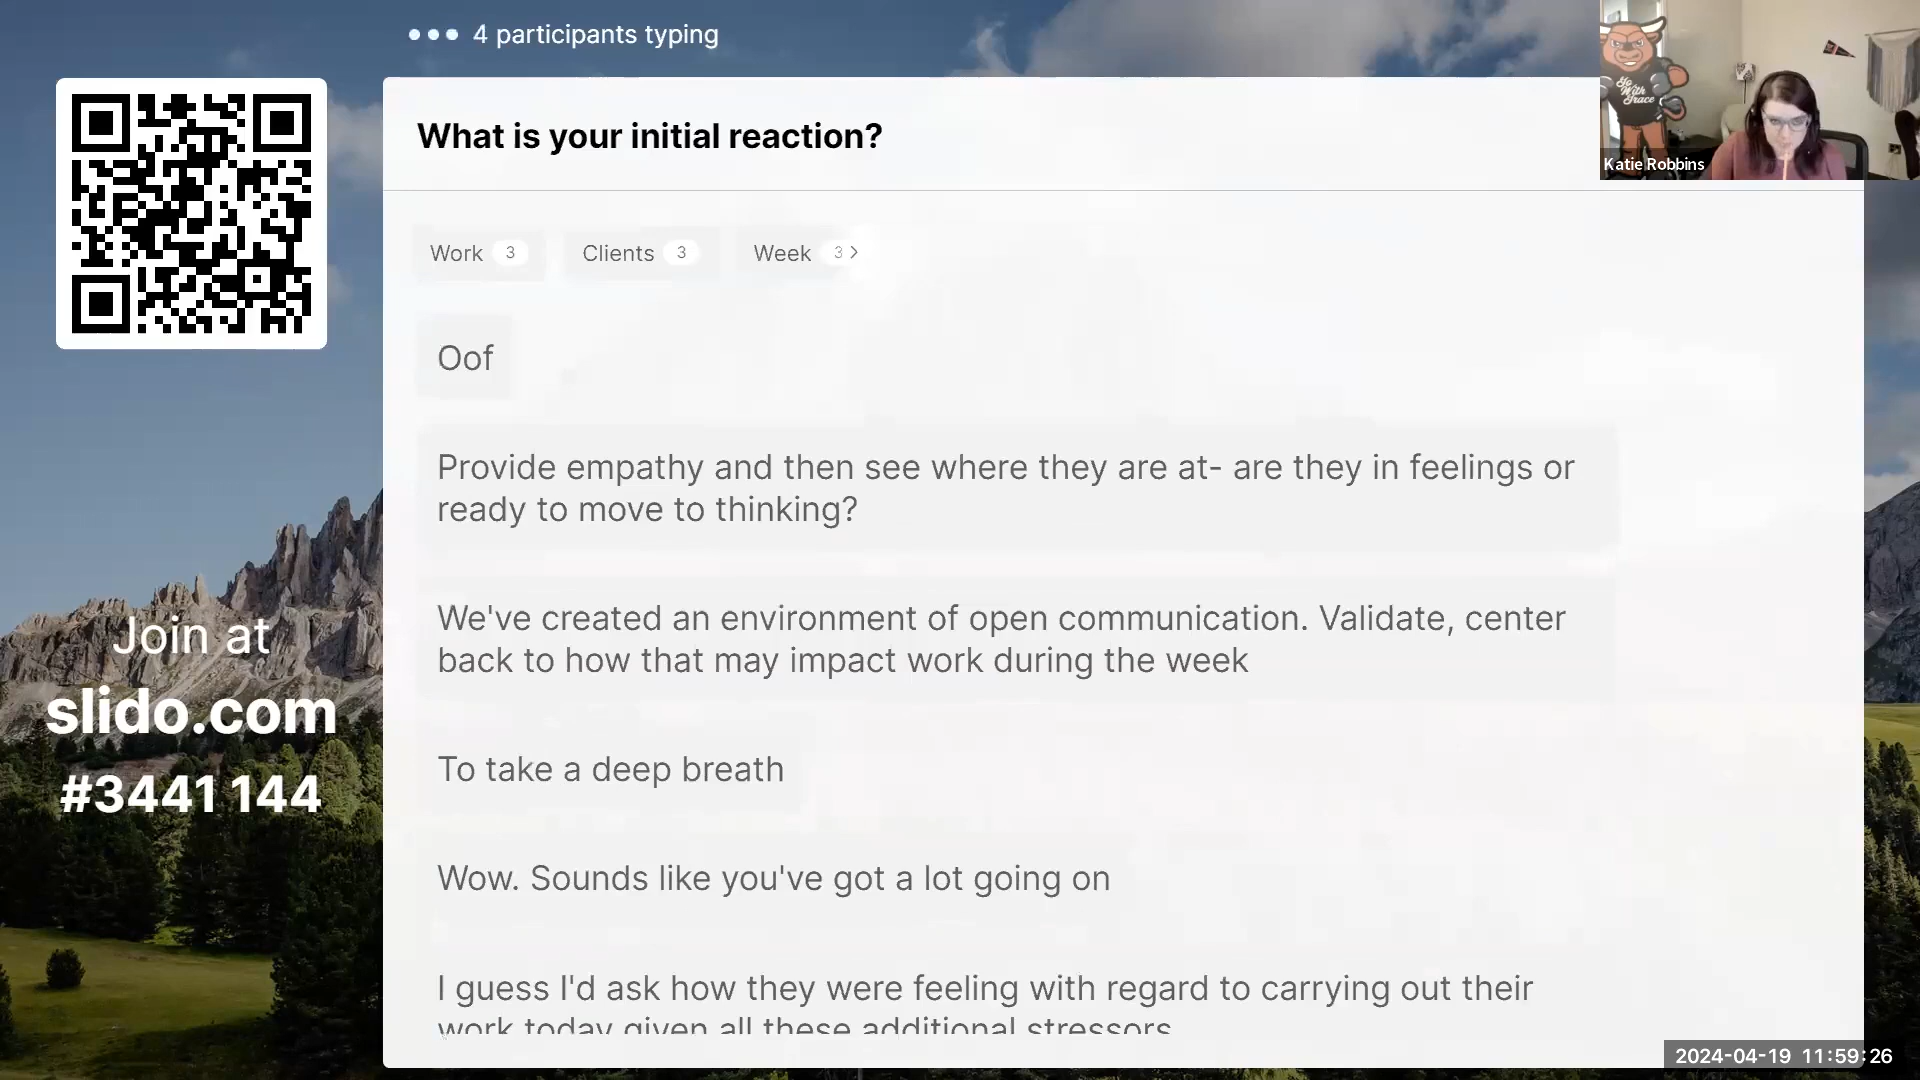 4 participants typing
What is your initial reaction?
Go
With
Grace
Katie Robbins
Work 3 Clients 3 Week 3
Oof
Provide empathy and then see where they are at- are they in feelings or
ready to move to thinking?
We've created an environment of open communication. Validate, center
back to how that may impact work during the week
To take a deep breath
Wow. Sounds like you've got a lot going on
I guess I'd ask how they were feeling with regard to carrying out their
work today given all these additional stressors
Join at
slido.com
#3441 144
2024-04-19 11:59:26